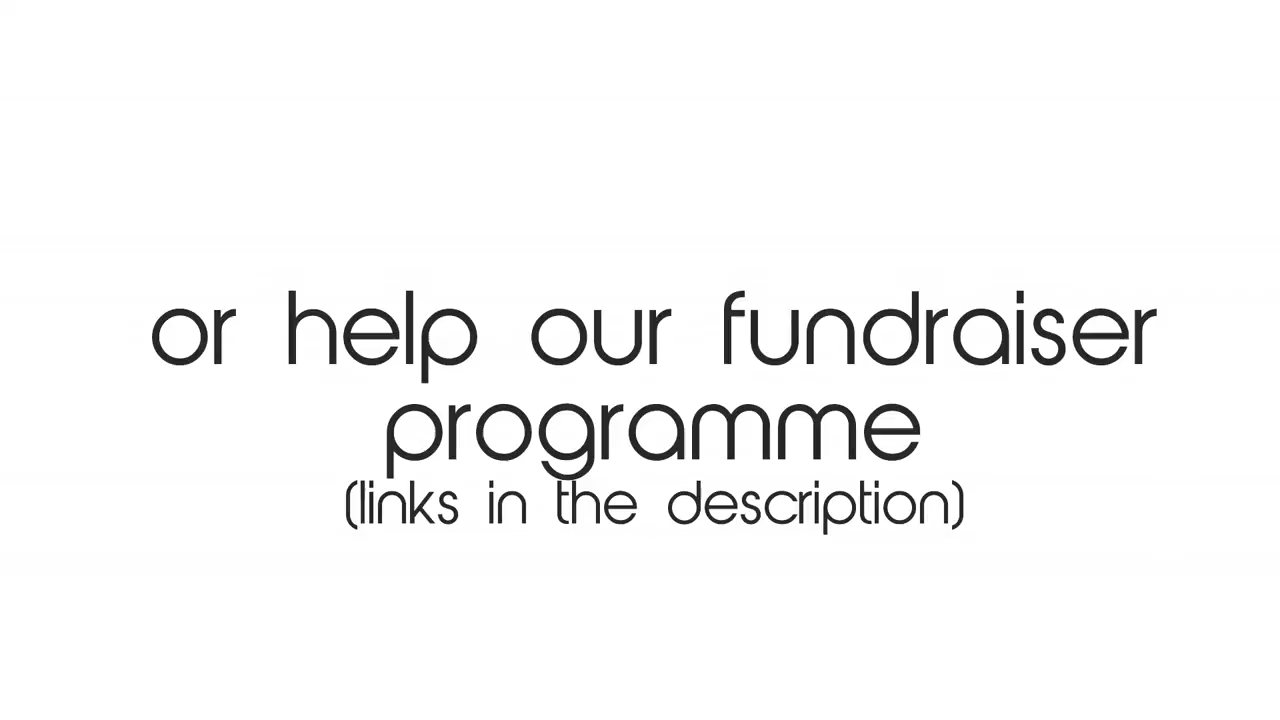 or help our fundraiser
programme
(links in the description)